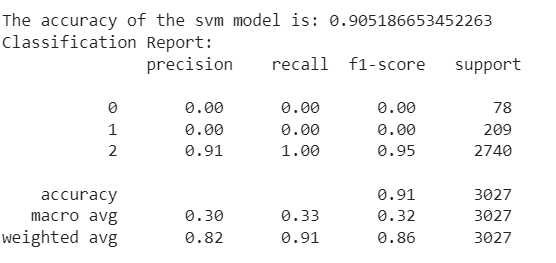 The accuracy of the svm model is: 0.905186653452263
Classification Report:
precision recall f1-score support
0 0.00 0.00 0.00 78
1 0.00 0.00 0.00 209
2 0.91 1.00 0.95 2740
accuracy 0.91 3027
macro avg 0.30 0.33 0.32 3027
weighted avg 0.82 0.91 0.86 3027